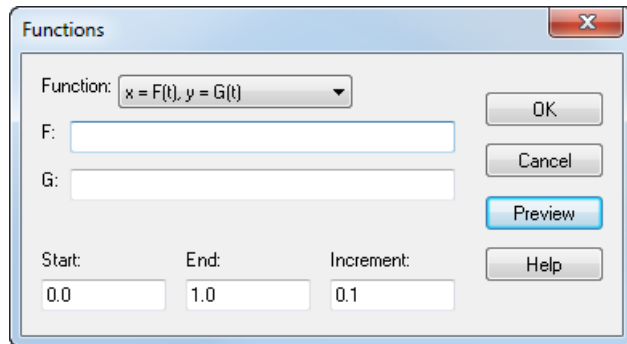 Functions
Function: x = F(t), y = G(t)
OK
F:
Cancel
G:
Preview
Start: End: Increment:
Help
0.0 1.0 0.1